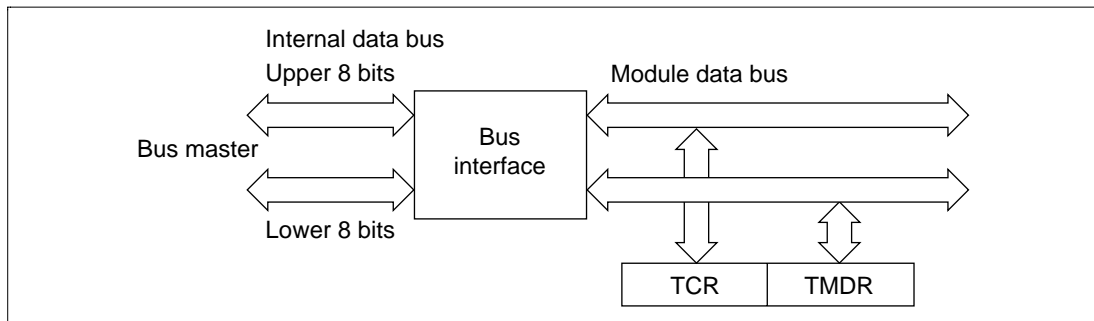 Internal data bus
Upper 8 bits
Module data bus
Bus master
Bus
interface
Lower 8 bits
TCR
TMDR